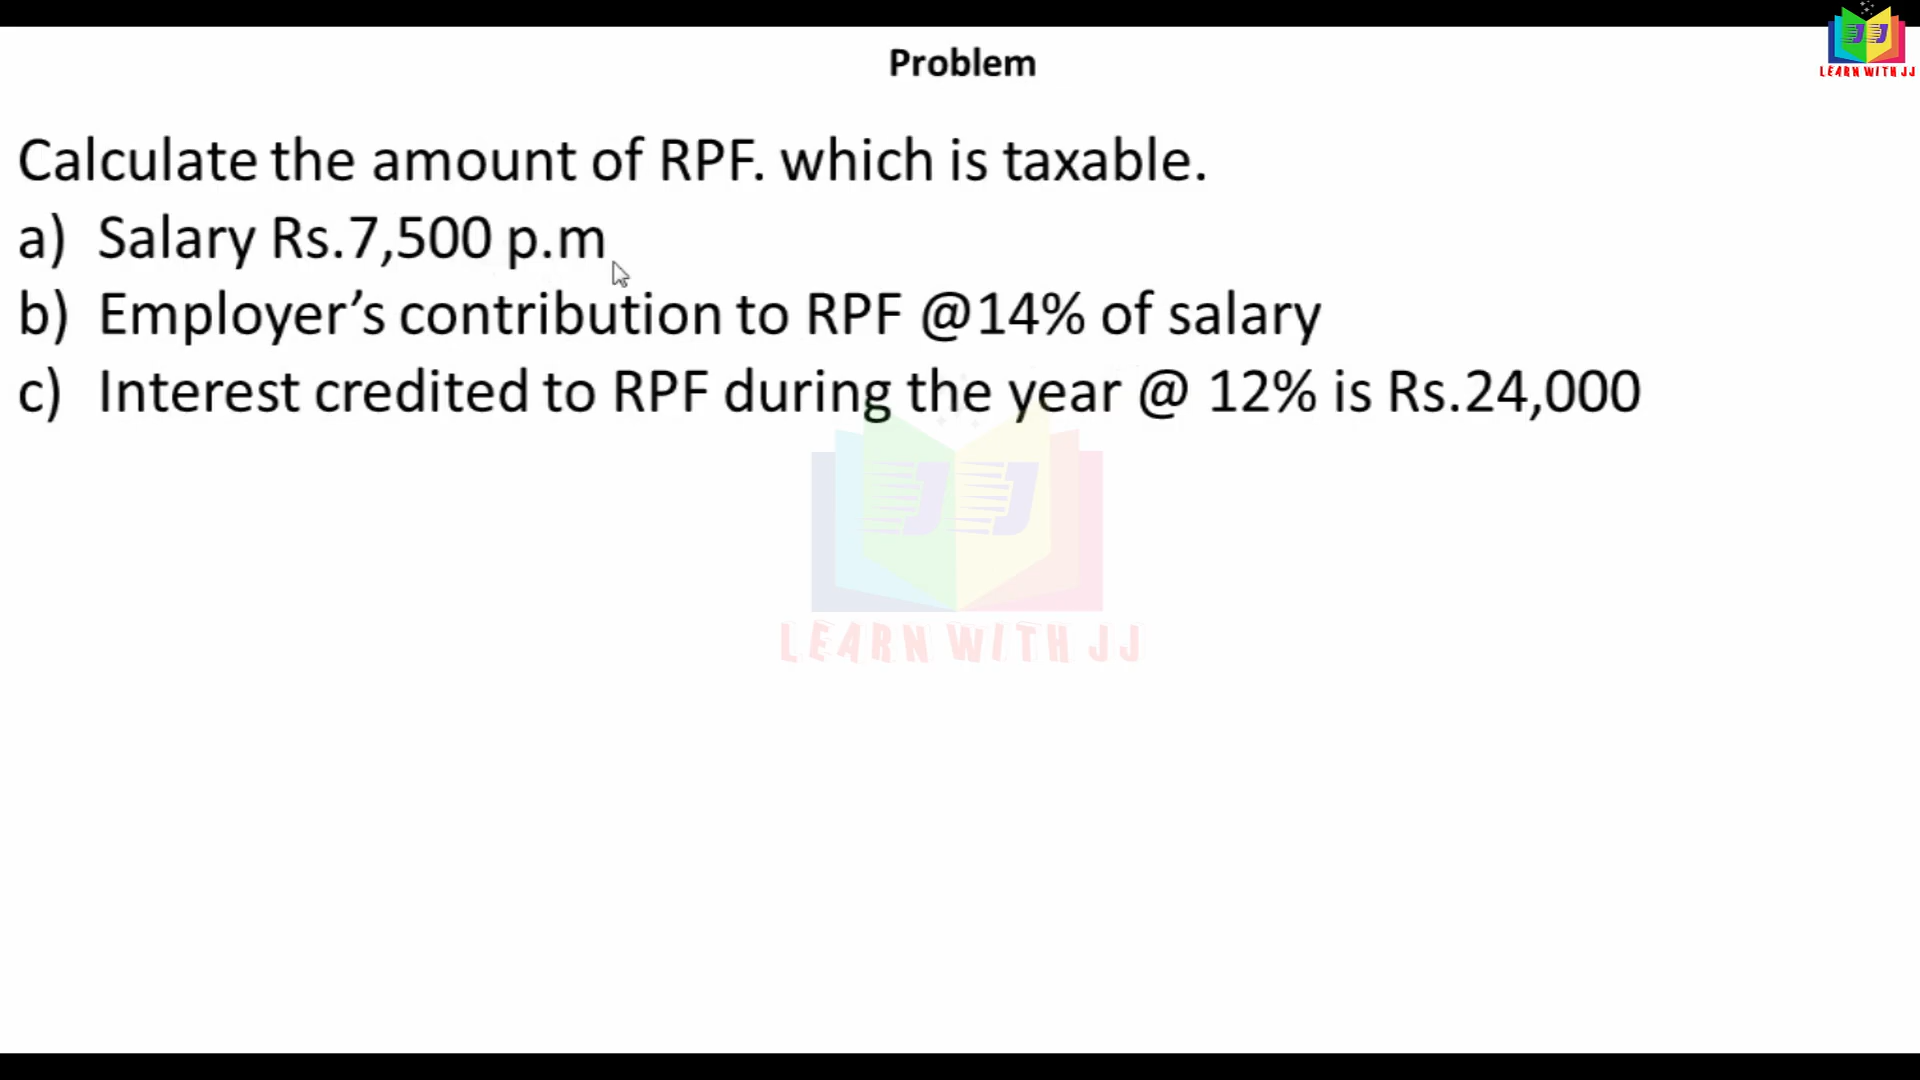 Problem
LEARN WITH JJ
Calculate the amount of RPF. which is taxable.
a) Salary Rs.7,500 p.m
b) Employer’s contribution to RPF @14% of salary
c) Interest credited to RPF during the year @ 12% is Rs.24,000
JJ
LEARN WITH JJ